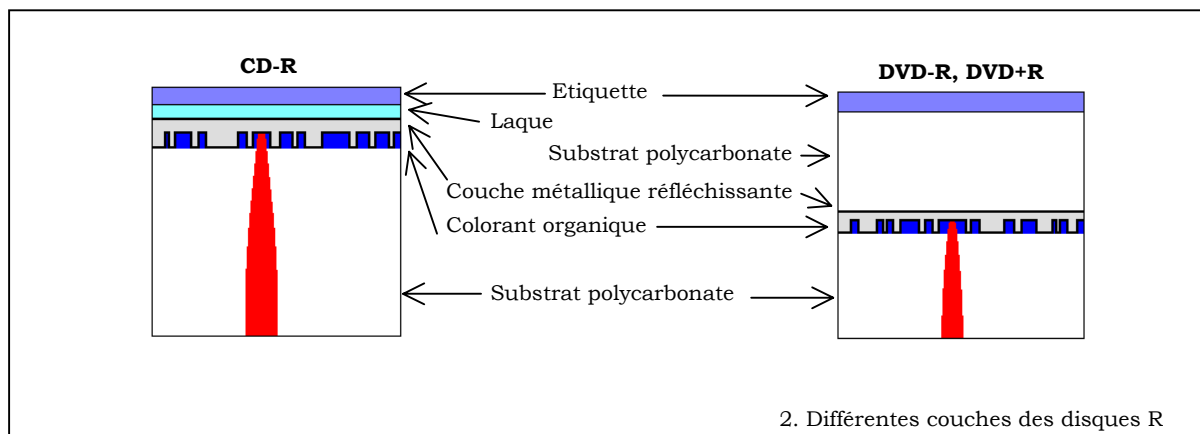 CD-R
DVD-R, DVD+R
Etiquette
Laque
Substrat polycarbonate
Couche métallique réfléchissante
Colorant organique
Substrat polycarbonate
2. Différentes couches des disques R